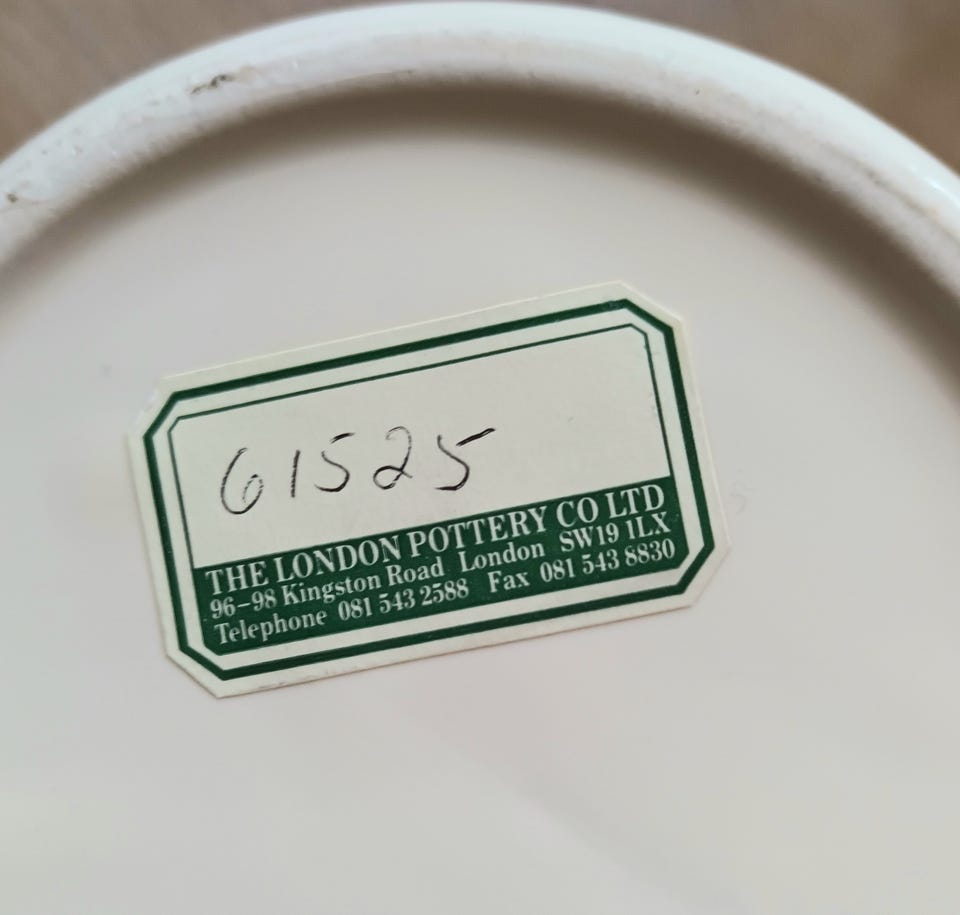 61525
THE LONDON POTTERY CO LTD
96-98 Kingston Road London SW19 1LX
Telephone 081 543 2588 Fax 081 543 8830